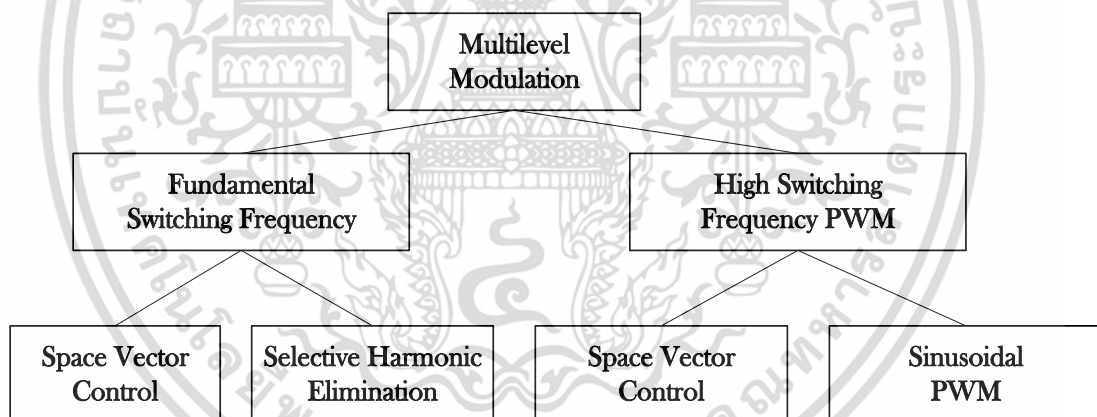 Multilevel
Modulation
Fundamental
Switching Frequency
High Switching
Frequency PWM
Space Vector
Control
Selective Harmonic
Elimination
Space Vector
Control
Sinusoidal
PWM